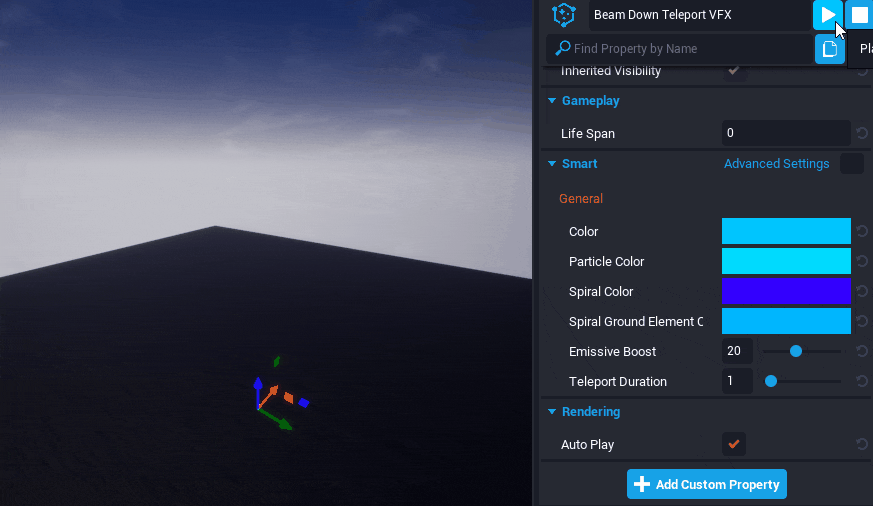 Beam Down Teleport VFX
Find Property by Name
Pla
Inherited Visibility
Gameplay
Life Span
0
Smart
Advanced Settings
General
Color
Particle Color
Spiral Color
Spiral Ground Element C
Emissive Boost
20
Teleport Duration
1
Rendering
Auto Play
Add Custom Property